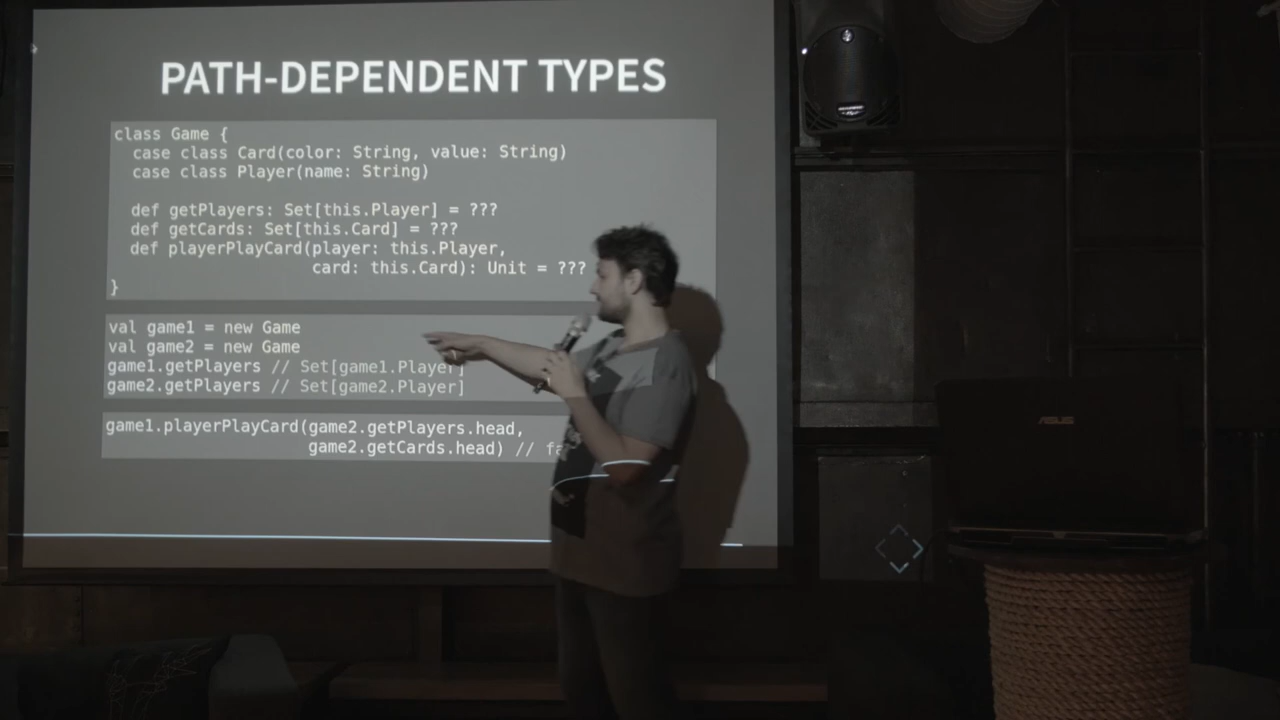 PATH-DEPENDENT TYPES
class Game {
  case class Card(color: String, value: String)
  case class Player(name: String)
  def getPlayers: Set[this.Player] = ???
  def getCards: Set[this.Card] = ???
  def playerPlayCard(player: this.Player,
                     card: this.Card): Unit = ???
}
val game1 = new Game
val game2 = new Game
game1.getPlayers // Set[game1.Player]
game2.getPlayers // Set[game2.Player]
game1.playerPlayCard(game2.getPlayers.head,
                     game2.getCards.head) //
ASUS